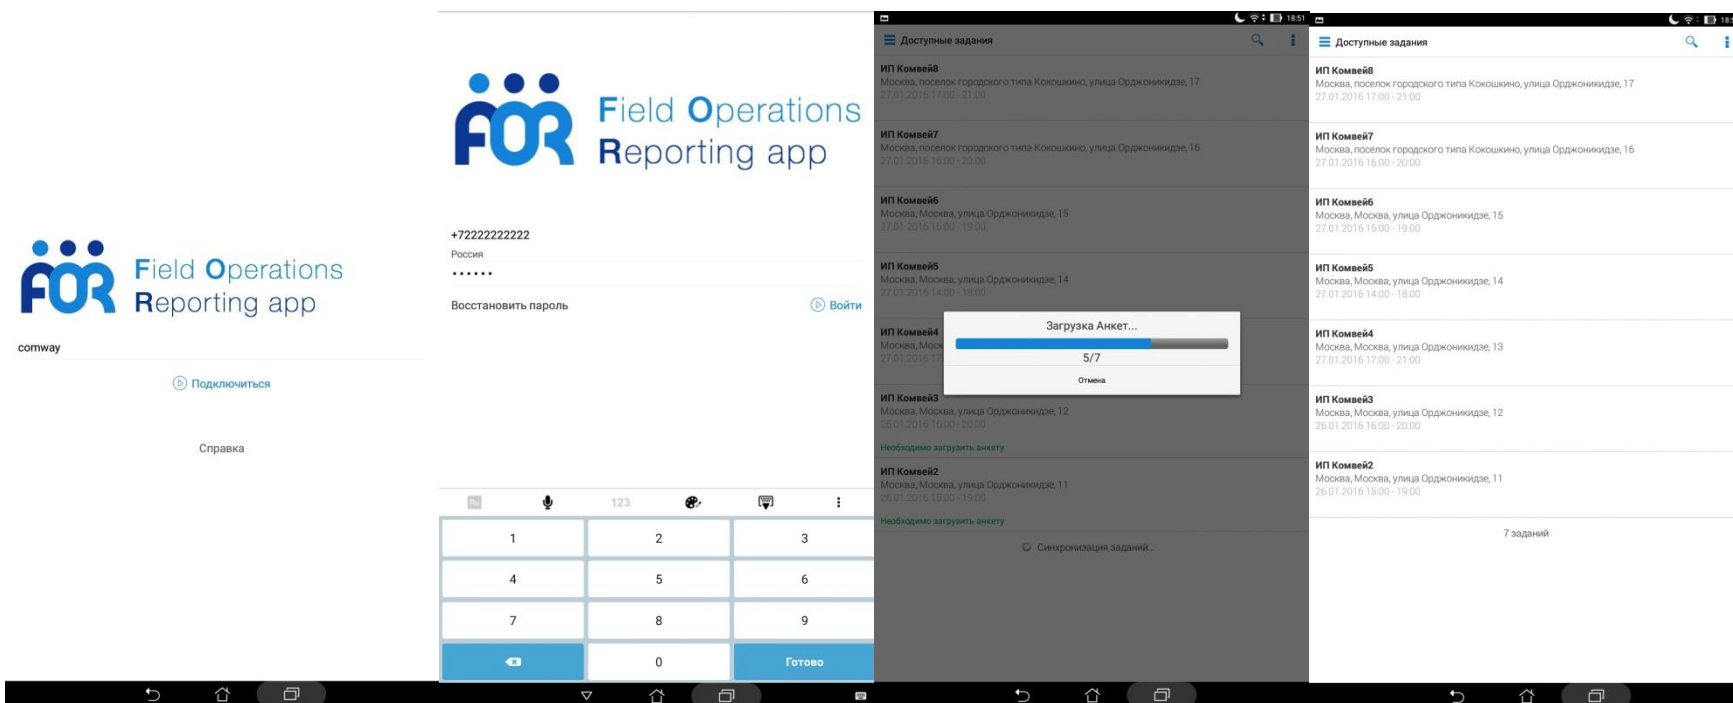 FOR
Field Operations
Reporting app
comway
Подключиться
Справка
FOR
Field Operations
Reporting app
+72222222222
Россия
••••••
Восстановить пароль
Войти
123
1 2 3
4 5 6
7 8 9
0 Готово
18:51
Доступные задания
ИП Комвей8
Москва, поселок городского типа Кокошкино, улица Орджоникидзе, 17
27.01.2016 17:00 - 21:00
ИП Комвей7
Москва, поселок городского типа Кокошкино, улица Орджоникидзе, 16
27.01.2016 16:00 - 20:00
ИП Комвей6
Москва, Москва, улица Орджоникидзе, 15
27.01.2016 15:00 - 19:00
ИП Комвей5
Москва, Москва, улица Орджоникидзе, 14
27.01.2016 14:00 - 18:00
Загрузка Анкет...
5/7
Отмена
ИП Комвей4
Москва, Моск
27.01.2016 17
ИП Комвей3
Москва, Москва, улица Орджоникидзе, 12
26.01.2016 16:00 - 20:00
Необходимо загрузить анкету
ИП Комвей2
Москва, Москва, улица Орджоникидзе, 11
26.01.2016 15:00 - 19:00
Необходимо загрузить анкету
Синхронизация заданий...
Доступные задания
ИП Комвей8
Москва, поселок городского типа Кокошкино, улица Орджоникидзе, 17
27.01.2016 17:00 - 21:00
ИП Комвей7
Москва, поселок городского типа Кокошкино, улица Орджоникидзе, 16
27.01.2016 16:00 - 20:00
ИП Комвей6
Москва, Москва, улица Орджоникидзе, 15
27.01.2016 15:00 - 19:00
ИП Комвей5
Москва, Москва, улица Орджоникидзе, 14
27.01.2016 14:00 - 18:00
ИП Комвей4
Москва, Москва, улица Орджоникидзе, 13
27.01.2016 17:00 - 21:00
ИП Комвей3
Москва, Москва, улица Орджоникидзе, 12
26.01.2016 16:00 - 20:00
ИП Комвей2
Москва, Москва, улица Орджоникидзе, 11
26.01.2016 15:00 - 19:00
7 заданий